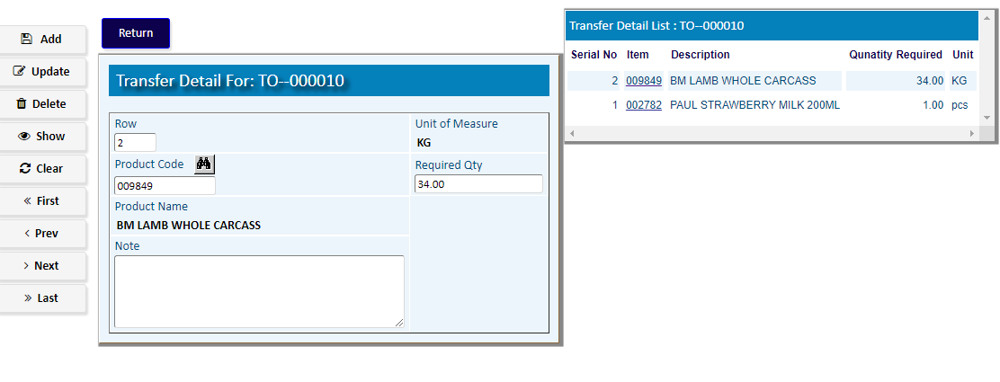 Add
Update
Delete
Show
Clear
« First
‹ Prev
› Next
» Last
Return
Transfer Detail For: TO--000010
Row
2
Unit of Measure
KG
Product Code
009849
Required Qty
34.00
Product Name
BM LAMB WHOLE CARCASS
Note
Transfer Detail List : TO--000010
Serial No Item Description Qunatity Required Unit
2 009849 BM LAMB WHOLE CARCASS 34.00 KG
1 002782 PAUL STRAWBERRY MILK 200ML 1.00 pcs